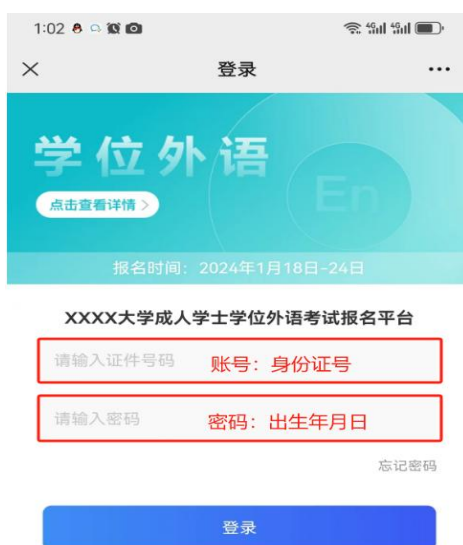 1:02
登录
学位外语
点击查看详情 >
En
报名时间：2024年1月18日-24日
XXXX大学成人学士学位外语考试报名平台
请输入证件号码 账号：身份证号
请输入密码 密码：出生年月日
忘记密码
登录